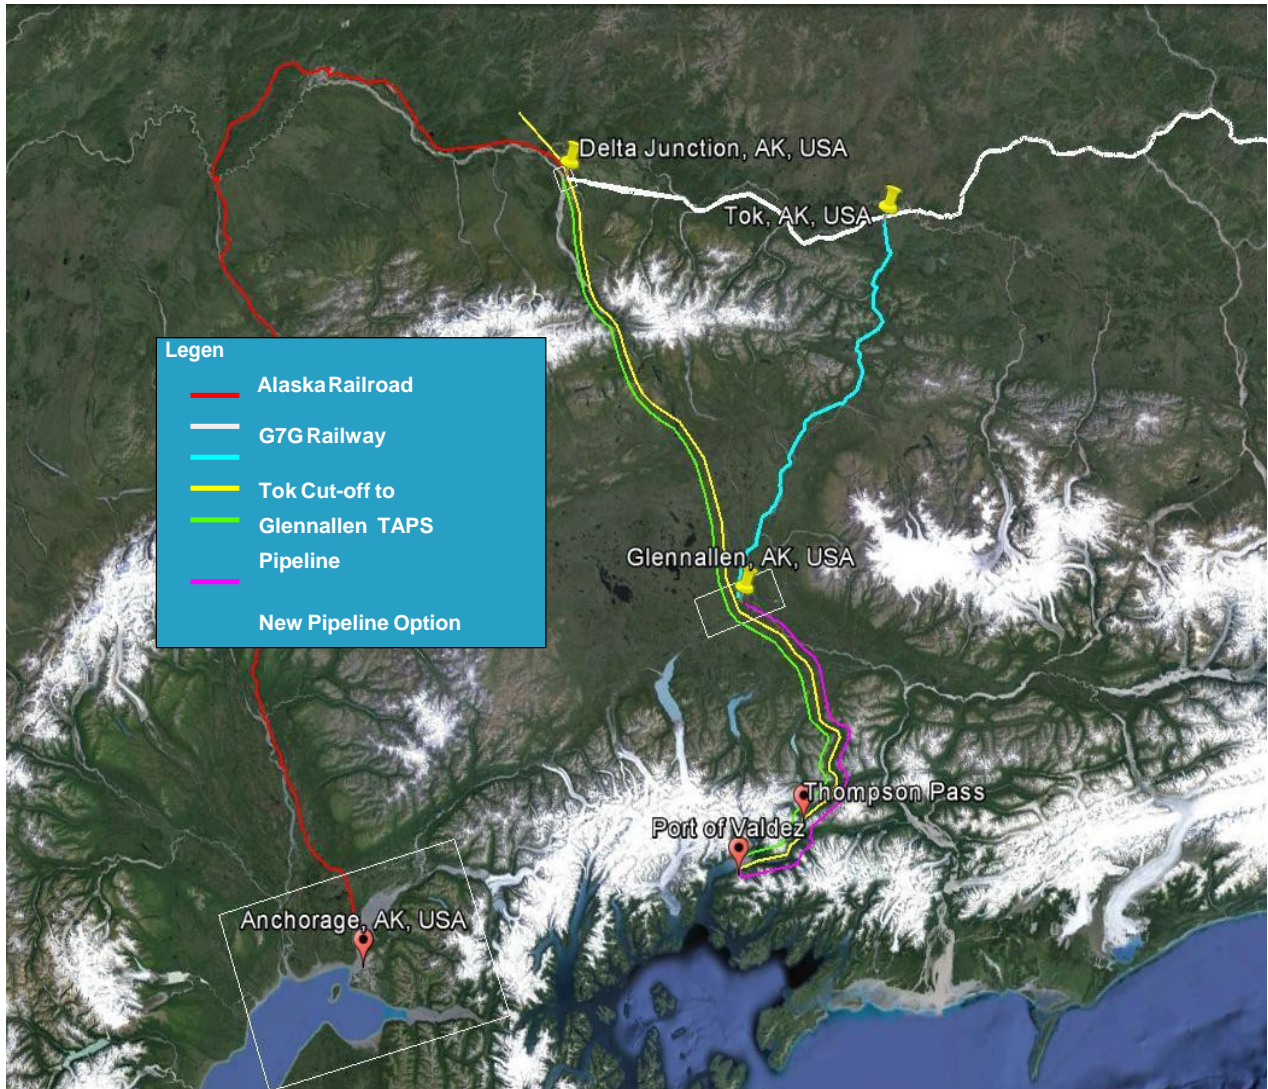 Delta Junction, AK, USA
Tok, AK, USA
Legen
Alaska Railroad
G7G Railway
Tok Cut-off to
Glennallen TAPS
Pipeline
New Pipeline Option
Glennallen, AK, USA
Thompson Pass
Port of Valdez
Anchorage, AK, USA